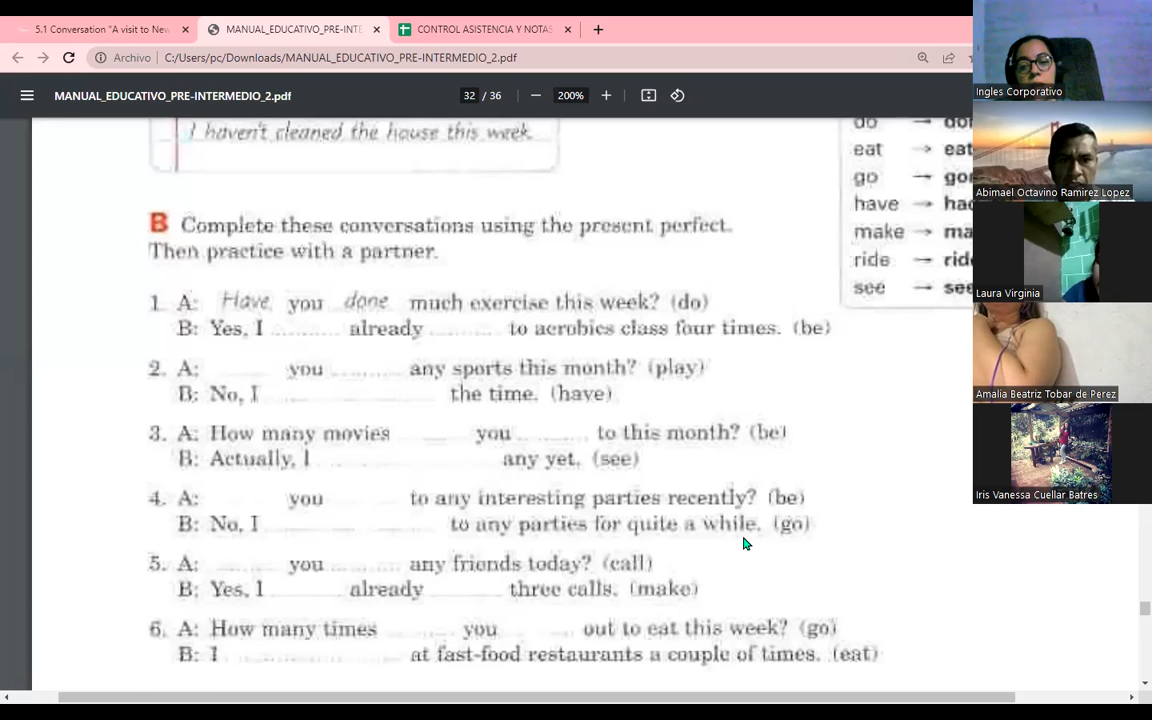 5.1 Conversation "A visit to New
MANUAL_EDUCATIVO_PRE-INTE
CONTROL ASISTENCIA Y NOTAS
Archivo C:/Users/pc/Downloads/MANUAL_EDUCATIVO_PRE-INTERMEDIO_2.pdf
MANUAL_EDUCATIVO_PRE-INTERMEDIO_2.pdf 32 / 36 200%
I haven't cleaned the house this week
do →
eat → eat
go →
have →
make →
ride →
see →
B Complete these conversations using the present perfect.
Then practice with a partner.
1. A: Have you done much exercise this week? (do)
B: Yes, I ......... already ......... to aerobics class four times. (be)
2. A: you ......... any sports this month? (play)
B: No, I the time. (have)
3. A: How many movies you to this month? (be)
B: Actually, I any yet. (see)
4. A: you to any interesting parties recently? (be)
B: No, I to any parties for quite a while. (go)
5. A: you any friends today? (call)
B: Yes, I already three calls. (make)
6. A: How many times you out to eat this week? (go)
B: I at fast-food restaurants a couple of times. (eat)
Ingles Corporativo
Abimael Octavino Ramirez Lopez
Laura Virginia
Amalia Beatriz Tobar de Perez
Iris Vanessa Cuellar Batres